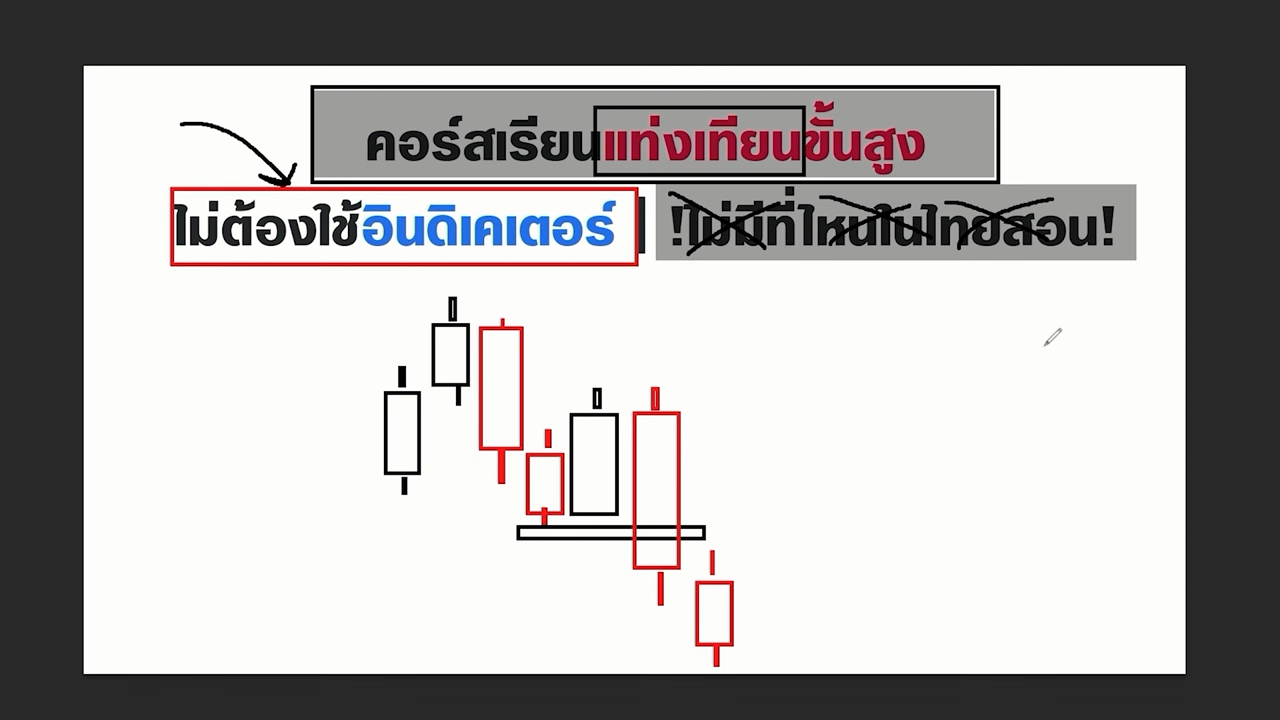 คอร์สเรียนแท่งเทียนขั้นสูง
ไม่ต้องใช้อินดิเคเตอร์ | !ไม่มีที่ไหนในไทยสอน!